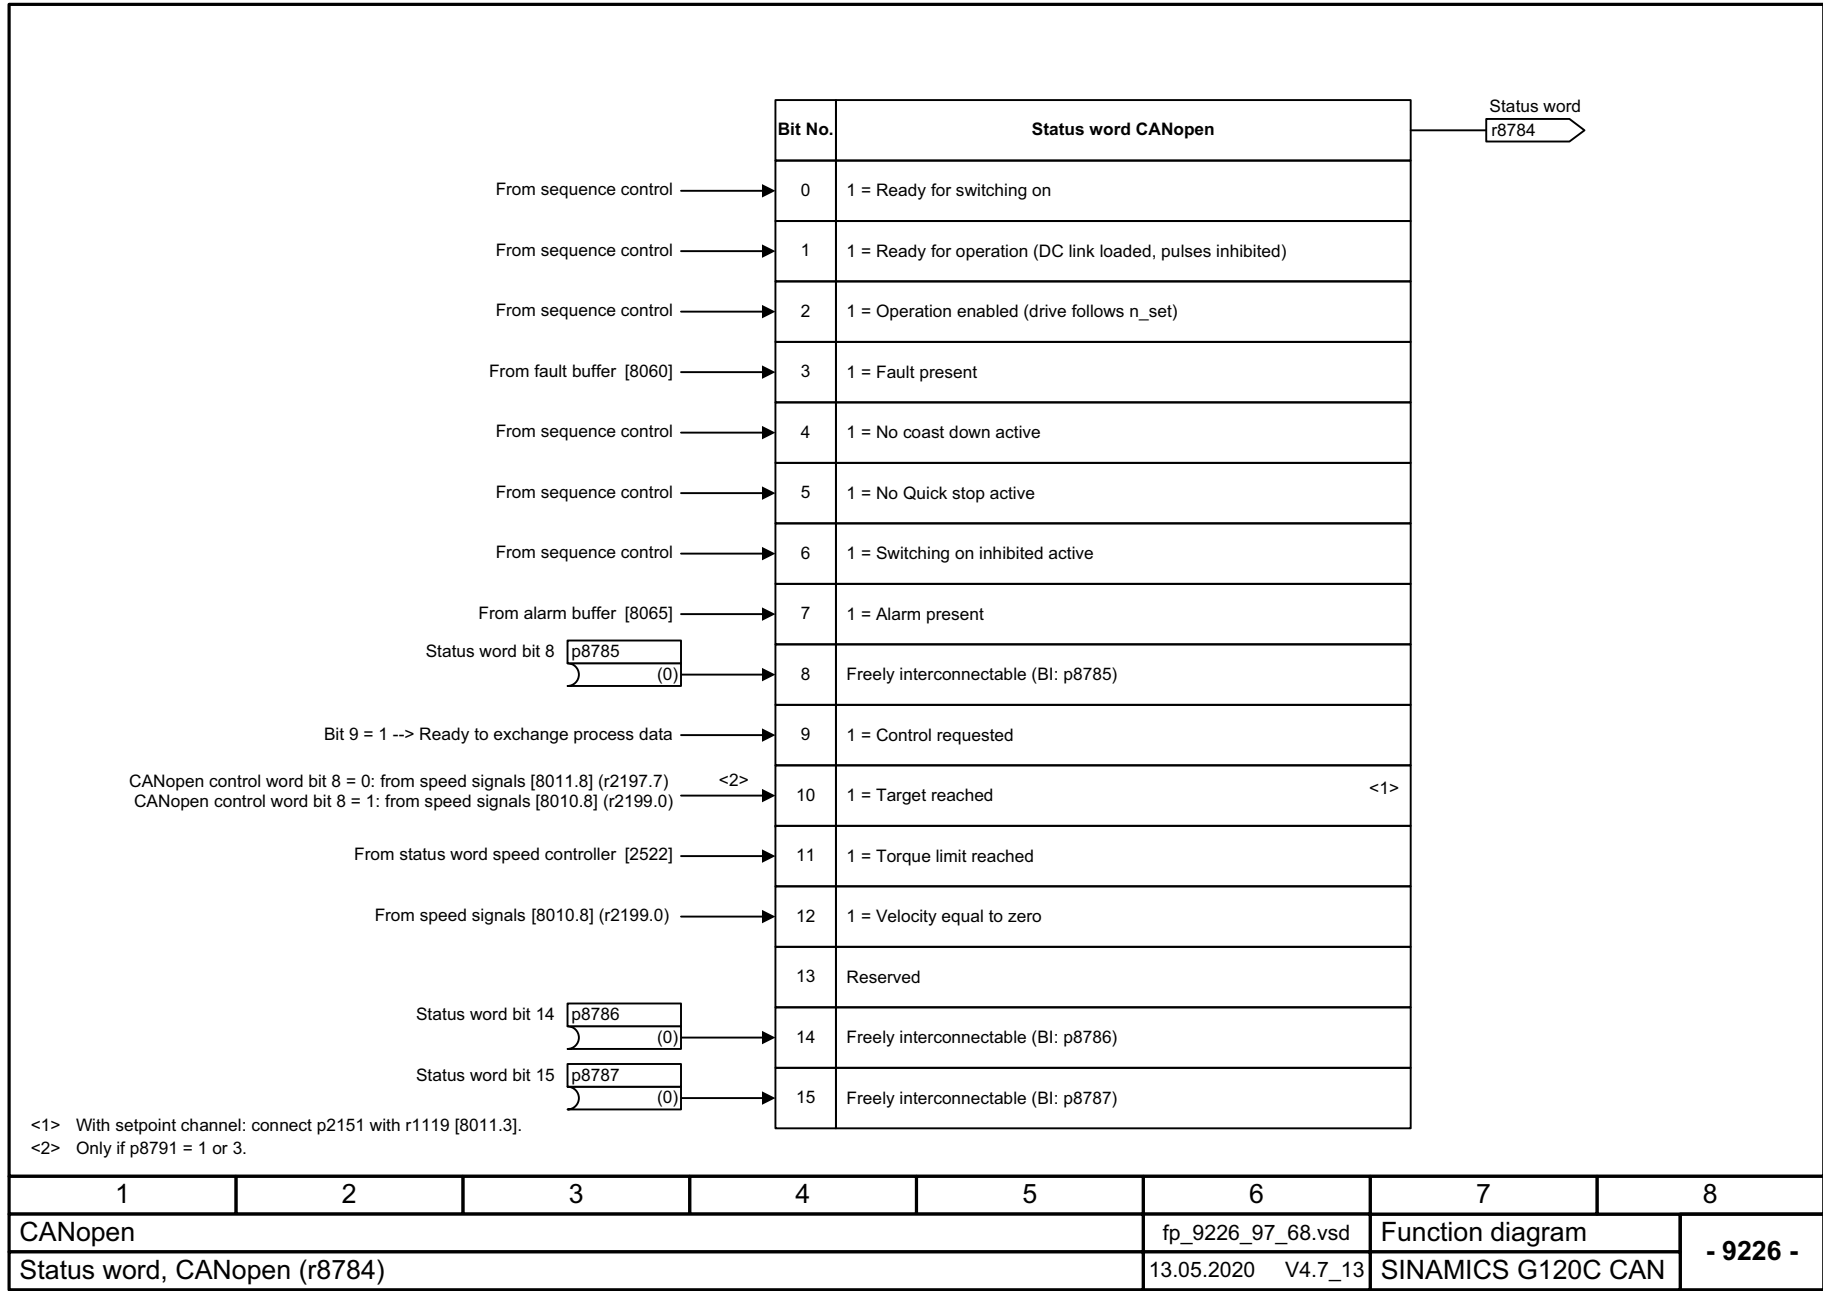 Status word
r8784
Bit No. Status word CANopen
From sequence control 0 1 = Ready for switching on
From sequence control 1 1 = Ready for operation (DC link loaded, pulses inhibited)
From sequence control 2 1 = Operation enabled (drive follows n_set)
From fault buffer [8060] 3 1 = Fault present
From sequence control 4 1 = No coast down active
From sequence control 5 1 = No Quick stop active
From sequence control 6 1 = Switching on inhibited active
From alarm buffer [8065] 7 1 = Alarm present
Status word bit 8 p8785
(0) 8 Freely interconnectable (BI: p8785)
Bit 9 = 1 --> Ready to exchange process data 9 1 = Control requested
CANopen control word bit 8 = 0: from speed signals [8011.8] (r2197.7) <2>
CANopen control word bit 8 = 1: from speed signals [8010.8] (r2199.0) 10 1 = Target reached <1>
From status word speed controller [2522] 11 1 = Torque limit reached
From speed signals [8010.8] (r2199.0) 12 1 = Velocity equal to zero
13 Reserved
Status word bit 14 p8786
(0) 14 Freely interconnectable (BI: p8786)
Status word bit 15 p8787
(0) 15 Freely interconnectable (BI: p8787)
<1> With setpoint channel: connect p2151 with r1119 [8011.3].
<2> Only if p8791 = 1 or 3.
1 2 3 4 5 6 7 8
CANopen fp_9226_97_68.vsd Function diagram - 9226 -
Status word, CANopen (r8784) 13.05.2020 V4.7_13 SINAMICS G120C CAN